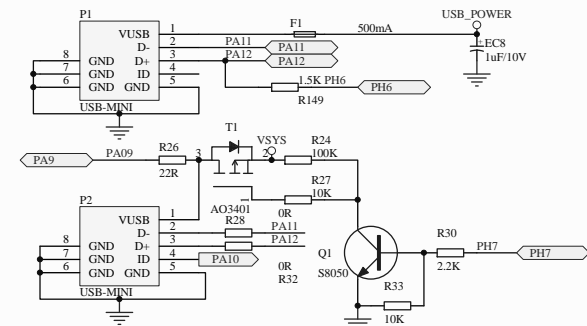 USB_POWER
P1
VUSB 1 F1 500mA
D- 2 PA11 PA11
8 GND D+ 3 PA12 PA12
7 GND ID 4
6 GND GND 5 1.5K PH6 PH6
USB-MINI R149
EC8
1uF/10V
T1
VSYS
R26 R24
PA9 PA09 3 2 100K
22R R27
AO3401 1 10K
P2 0R
VUSB 1 R28
D- 2 PA11
8 GND D+ 3 PA12
7 GND ID 4 PA10
6 GND GND 5 0R
USB-MINI R32
Q1 R30
S8050 PH7 PH7
2.2K
R33
10K